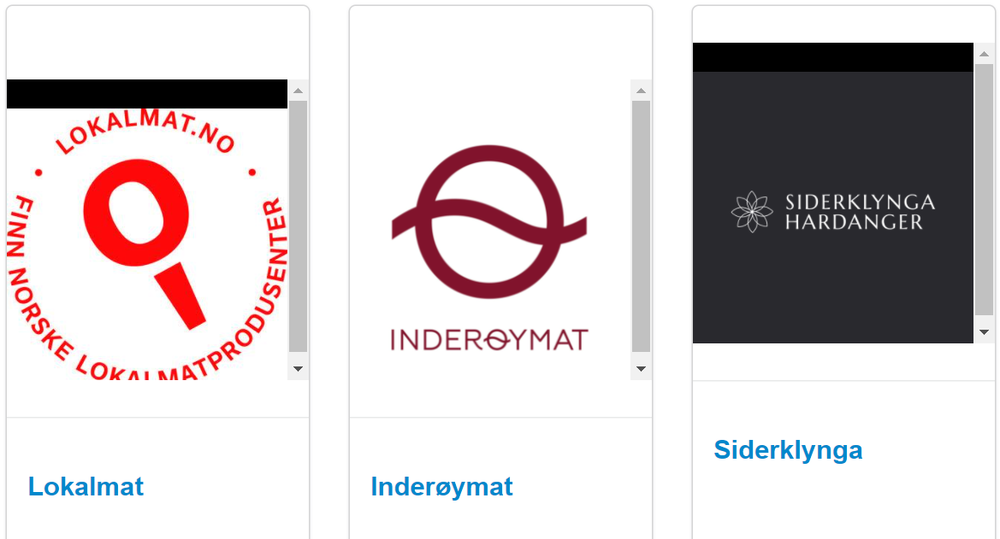 LOKALMAT.NO
FINN NORSKE LOKALMATPRODUSENTER
INDERØYMAT
SIDERKLYNGA
HARDANGER
Lokalmat
Inderøymat
Siderklynga